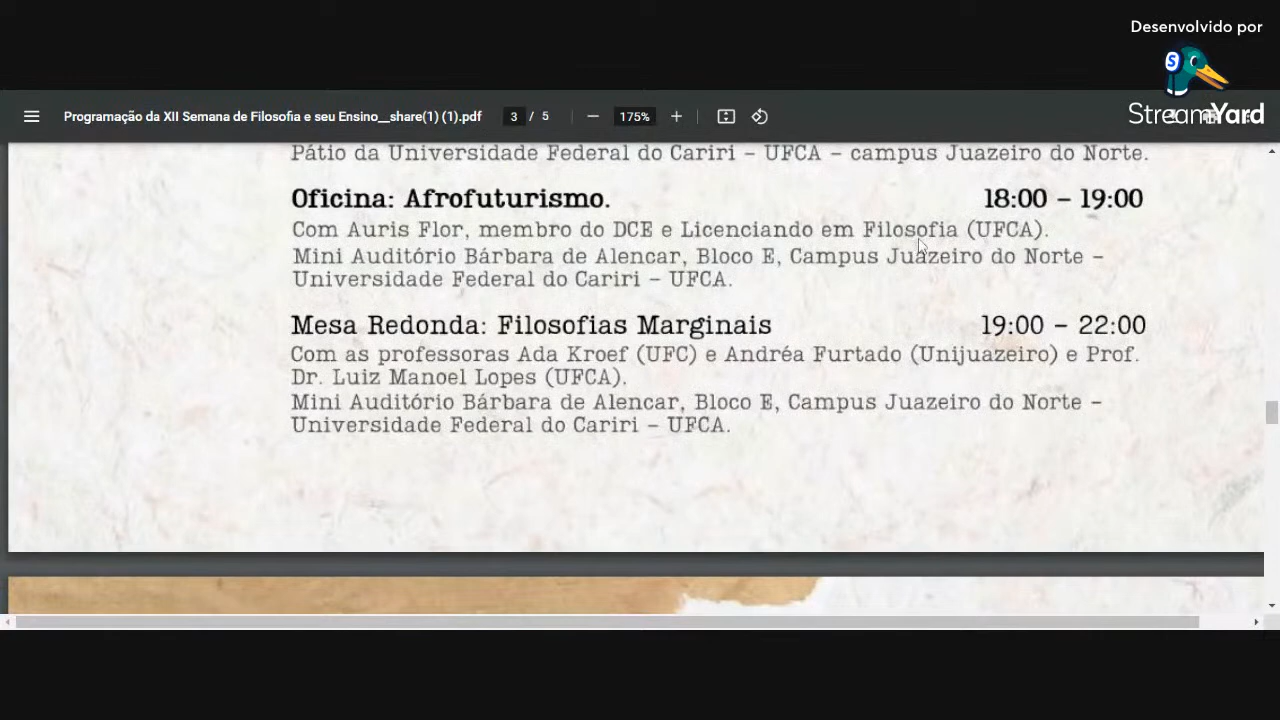 Desenvolvido por
StreamYard
Programação da XII Semana de Filosofia e seu Ensino__share(1) (1).pdf
3 / 5
175%
Pátio da Universidade Federal do Cariri – UFCA – campus Juazeiro do Norte.
Oficina: Afrofuturismo. 18:00 – 19:00
Com Auris Flor, membro do DCE e Licenciando em Filosofia (UFCA).
Mini Auditório Bárbara de Alencar, Bloco E, Campus Juazeiro do Norte –
Universidade Federal do Cariri – UFCA.
Mesa Redonda: Filosofias Marginais 19:00 – 22:00
Com as professoras Ada Kroef (UFC) e Andréa Furtado (Unijuazeiro) e Prof.
Dr. Luiz Manoel Lopes (UFCA).
Mini Auditório Bárbara de Alencar, Bloco E, Campus Juazeiro do Norte –
Universidade Federal do Cariri – UFCA.